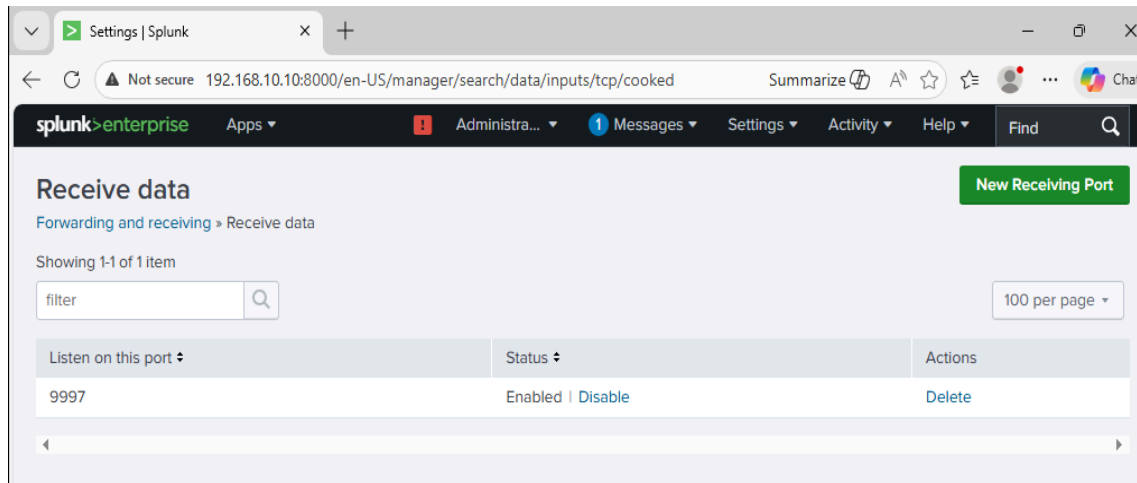 Settings | Splunk
Not secure 192.168.10.10:8000/en-US/manager/search/data/inputs/tcp/cooked Summarize
splunk>enterprise Apps Administra... 1 Messages Settings Activity Help Find
Receive data New Receiving Port
Forwarding and receiving » Receive data
Showing 1-1 of 1 item
filter 100 per page
Listen on this port Status Actions
9997 Enabled | Disable Delete